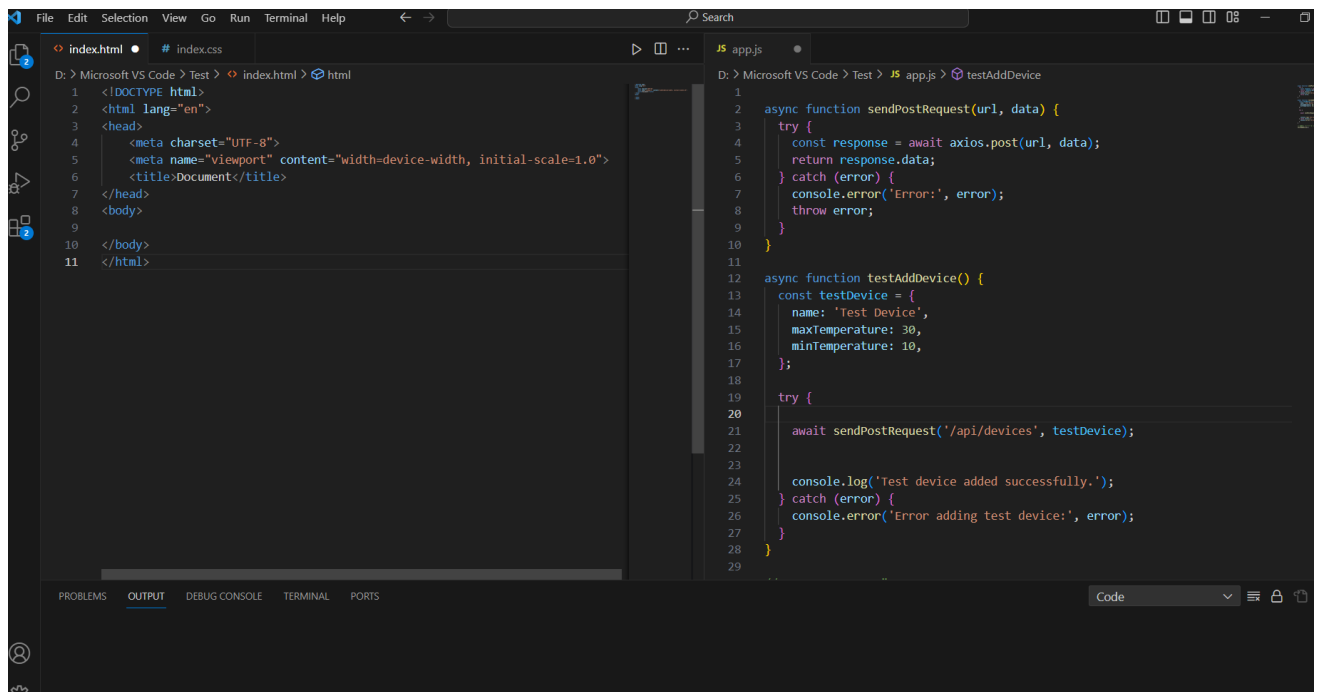 File Edit Selection View Go Run Terminal Help
Search
index.html
# index.css
JS app.js
D: > Microsoft VS Code > Test > index.html > html
1 <!DOCTYPE html>
2 <html lang="en">
3 <head>
4 <meta charset="UTF-8">
5 <meta name="viewport" content="width=device-width, initial-scale=1.0">
6 <title>Document</title>
7 </head>
8 <body>
9
10 </body>
11 </html>
D: > Microsoft VS Code > Test > JS app.js > testAddDevice
1
2 async function sendPostRequest(url, data) {
3 try {
4 const response = await axios.post(url, data);
5 return response.data;
6 } catch (error) {
7 console.error('Error:', error);
8 throw error;
9 }
10 }
11
12 async function testAddDevice() {
13 const testDevice = {
14 name: 'Test Device',
15 maxTemperature: 30,
16 minTemperature: 10,
17 };
18
19 try {
20
21 await sendPostRequest('/api/devices', testDevice);
22
23
24 console.log('Test device added successfully.');
25 } catch (error) {
26 console.error('Error adding test device:', error);
27 }
28 }
29
2
2
PROBLEMS OUTPUT DEBUG CONSOLE TERMINAL PORTS
Code